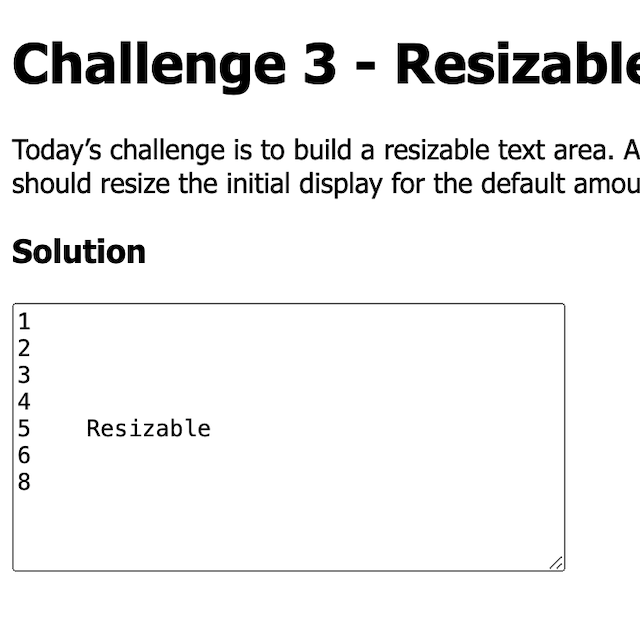 Challenge 3 - Resizable
Today’s challenge is to build a resizable text area. A
should resize the initial display for the default amou
Solution
1
2
3
4
5    Resizable
6
8